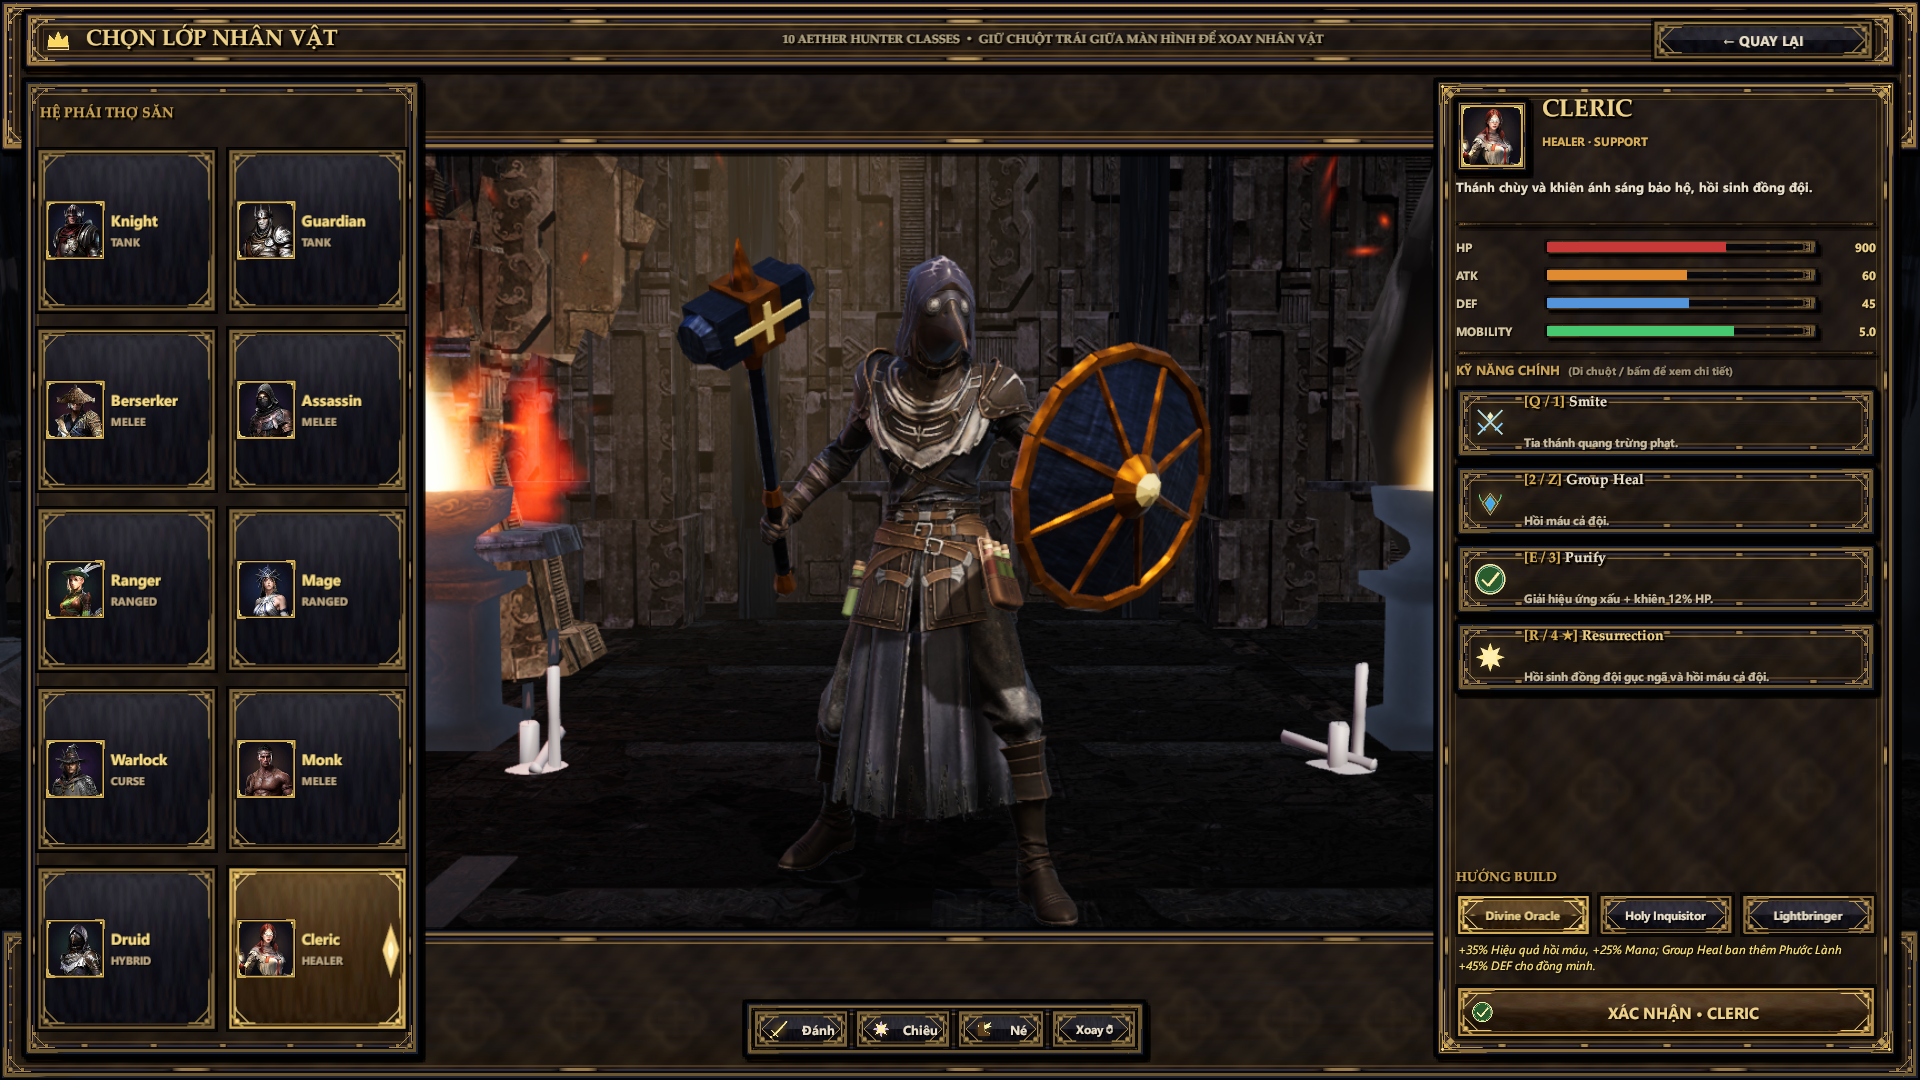 CHỌN LỚP NHÂN VẬT
10 AETHER HUNTER CLASSES • GIỮ CHUỘT TRÁI GIỮA MÀN HÌNH ĐỂ XOAY NHÂN VẬT
← QUAY LẠI
HỆ PHÁI THỢ SĂN
Knight
TANK
Guardian
TANK
Berserker
MELEE
Assassin
MELEE
Ranger
RANGED
Mage
RANGED
Warlock
CURSE
Monk
MELEE
Druid
HYBRID
Cleric
HEALER
Đánh
Chiêu
Né
Xoay
CLERIC
HEALER · SUPPORT
Thánh chùy và khiên ánh sáng bảo hộ, hồi sinh đồng đội.
HP 900
ATK 60
DEF 45
MOBILITY 5.0
KỸ NĂNG CHÍNH (Di chuột / bấm để xem chi tiết)
[Q / 1] Smite
Tia thánh quang trừng phạt.
[2 / Z] Group Heal
Hồi máu cả đội.
[E / 3] Purify
Giải hiệu ứng xấu + khiên 12% HP.
[R / 4 ★] Resurrection
Hồi sinh đồng đội gục ngã và hồi máu cả đội.
HƯỚNG BUILD
Divine Oracle
Holy Inquisitor
Lightbringer
+35% Hiệu quả hồi máu, +25% Mana; Group Heal ban thêm Phước Lành
+45% DEF cho đồng minh.
XÁC NHẬN • CLERIC